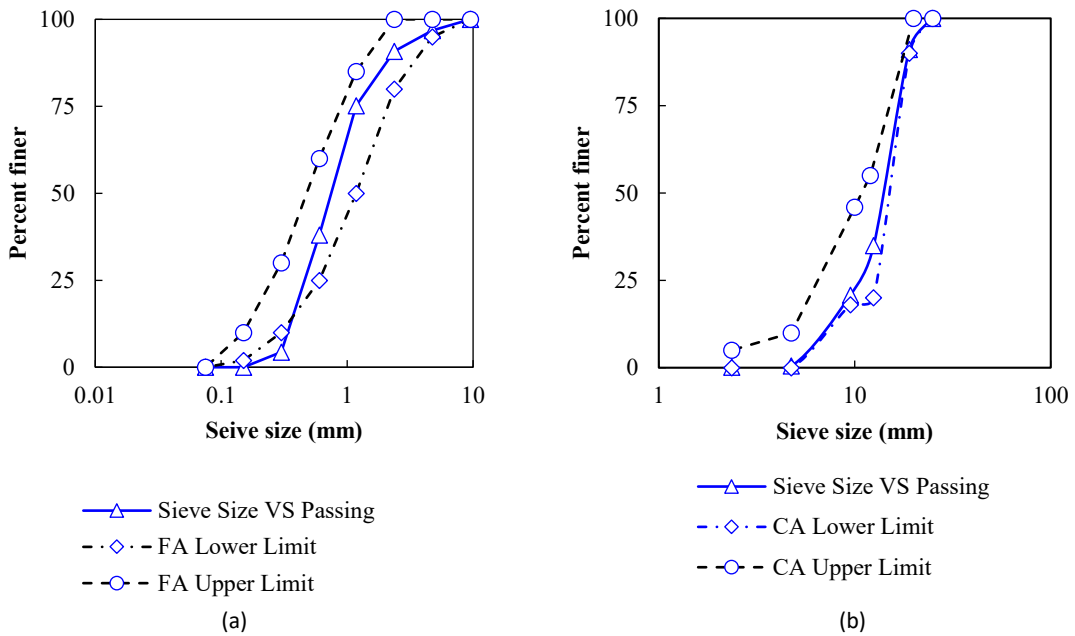 100
75
50
25
0
0.01
0.1
1
10
Percent finer
Seive size (mm)
Sieve Size VS Passing
FA Lower Limit
FA Upper Limit
(a)
100
75
50
25
0
1
10
100
Percent finer
Sieve size (mm)
Sieve Size VS Passing
CA Lower Limit
CA Upper Limit
(b)